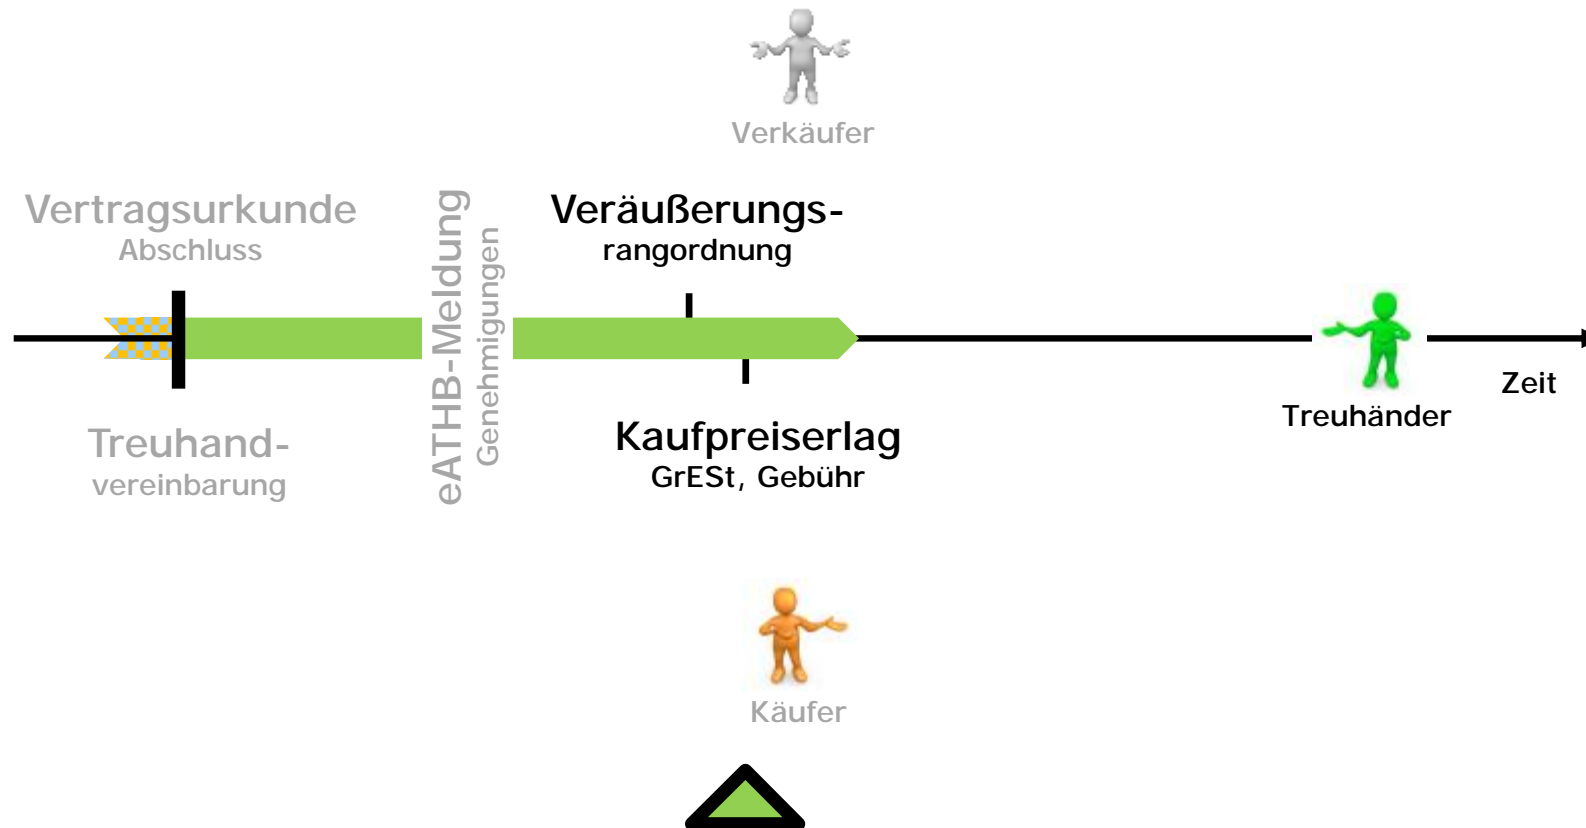 Verkäufer
Vertragsurkunde
Abschluss
eATHB-Meldung
Genehmigungen
Veräußerungs-
rangordnung
Zeit
Treuhänder
Treuhand-
vereinbarung
Kaufpreiserlag
GrESt, Gebühr
Käufer